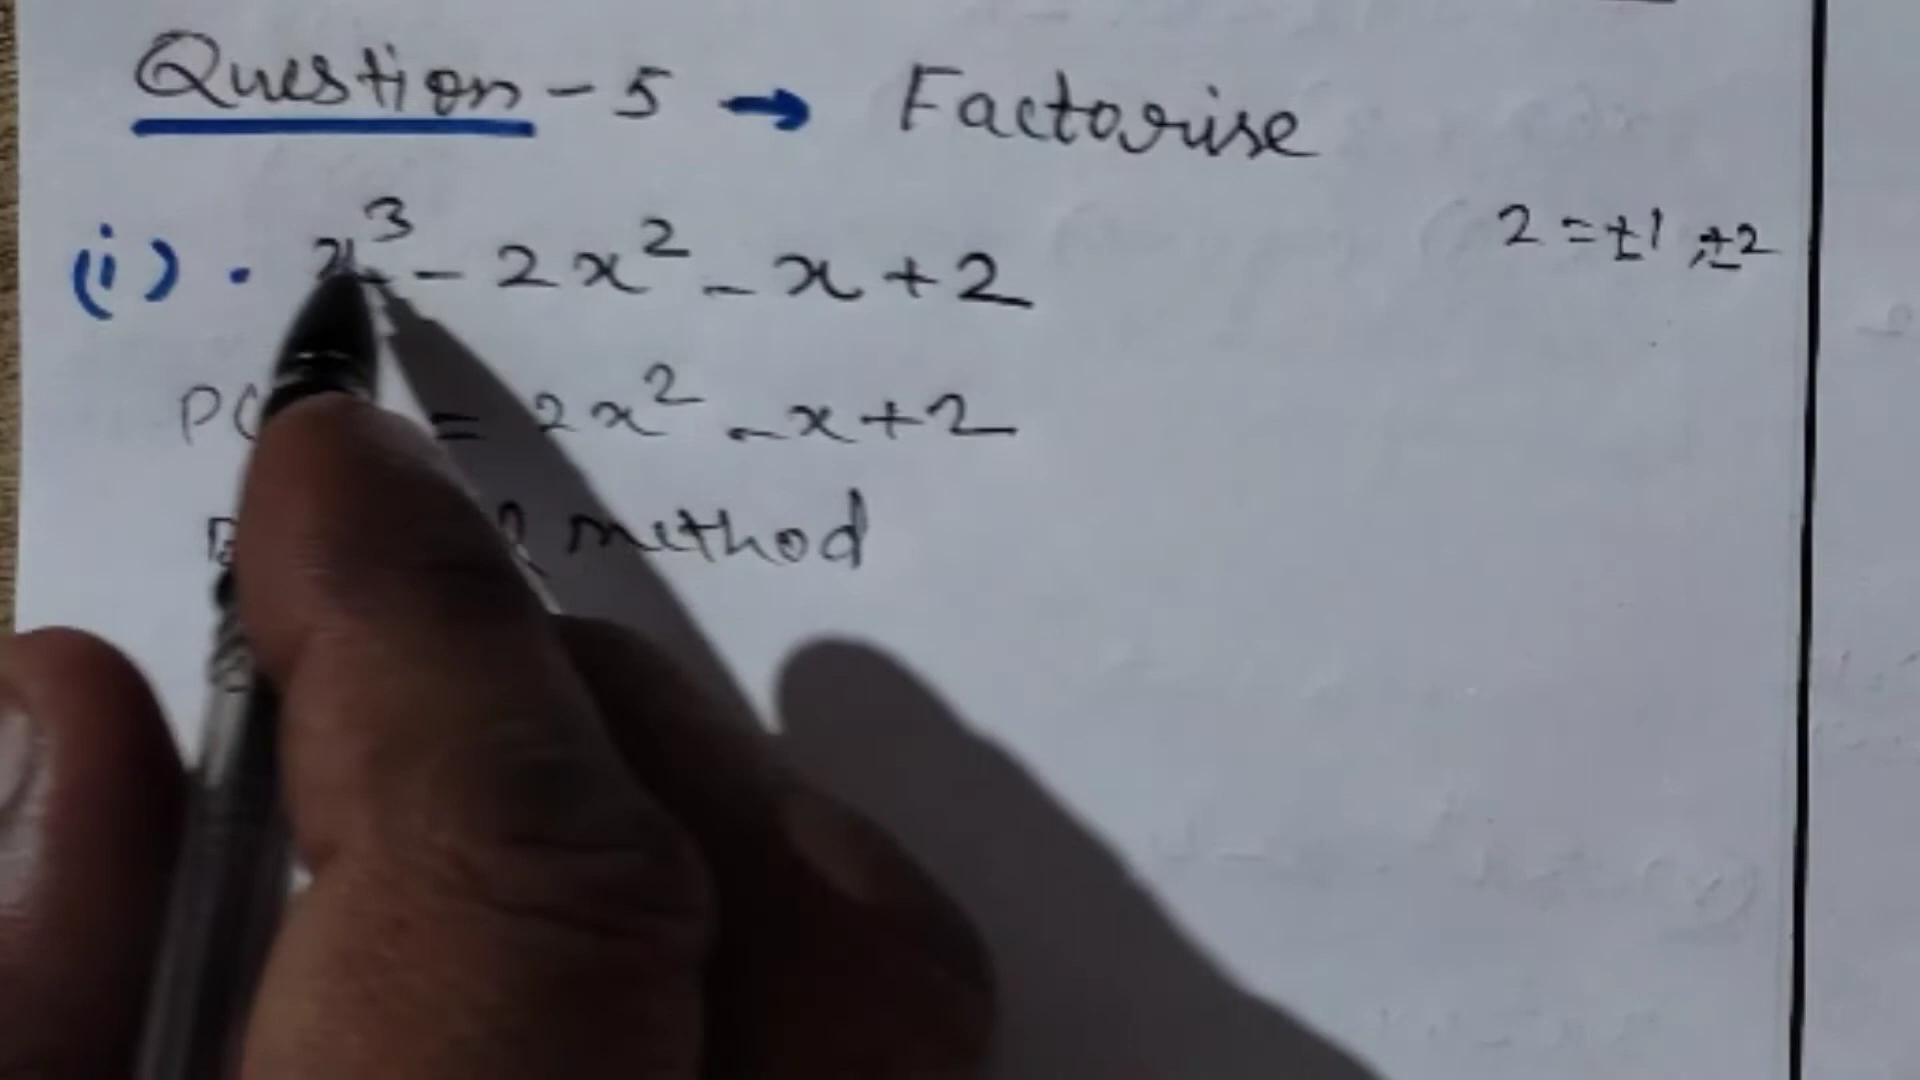 Question - 5 → Factorise
2 = ±1, ±2
(i). x³ - 2x² - x + 2
P( = 2x² - x + 2
method